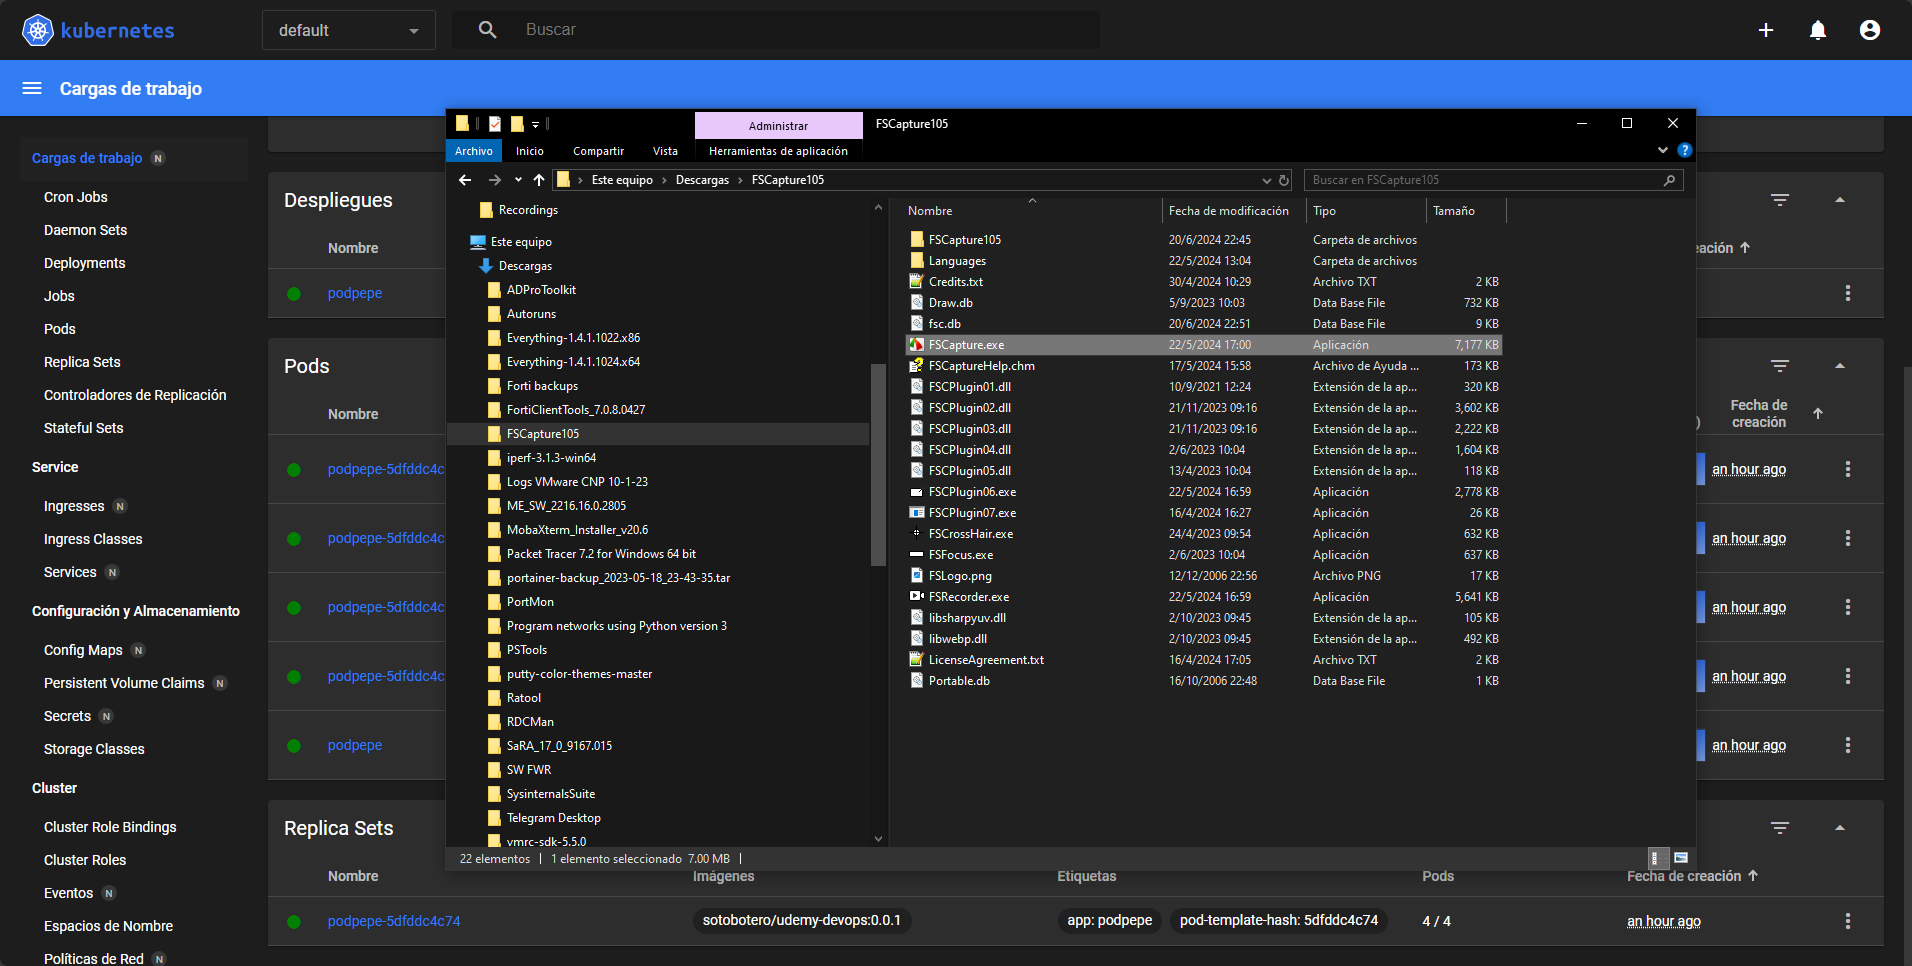 kubernetes
default
Buscar
Cargas de trabajo
Cargas de trabajo N
Cron Jobs
Daemon Sets
Deployments
Jobs
Pods
Replica Sets
Controladores de Replicación
Stateful Sets
Service
Ingresses N
Ingress Classes
Services N
Configuración y Almacenamiento
Config Maps N
Persistent Volume Claims N
Secrets N
Storage Classes
Cluster
Cluster Role Bindings
Cluster Roles
Eventos N
Espacios de Nombre
Políticas de Red N
Despliegues
Nombre
eación
podpepe
Pods
Nombre
)
Fecha de
creación
podpepe-5dfddc4c
an hour ago
podpepe-5dfddc4c
an hour ago
podpepe-5dfddc4c
an hour ago
podpepe-5dfddc4c
an hour ago
podpepe
an hour ago
Replica Sets
Nombre Imágenes Etiquetas Pods Fecha de creación
podpepe-5dfddc4c74 sotobotero/udemy-devops:0.0.1 app: podpepe pod-template-hash: 5dfddc4c74 4 / 4 an hour ago
Administrar FSCapture105
Archivo Inicio Compartir Vista Herramientas de aplicación ?
Este equipo Descargas FSCapture105 Buscar en FSCapture105
Recordings
Este equipo
Descargas
ADProToolkit
Autoruns
Everything-1.4.1.1022.x86
Everything-1.4.1.1024.x64
Forti backups
FortiClientTools_7.0.8.0427
FSCapture105
iperf-3.1.3-win64
Logs VMware CNP 10-1-23
ME_SW_2216.16.0.2805
MobaXterm_Installer_v20.6
Packet Tracer 7.2 for Windows 64 bit
portainer-backup_2023-05-18_23-43-35.tar
PortMon
Program networks using Python version 3
PSTools
putty-color-themes-master
Ratool
RDCMan
SaRA_17_0_9167.015
SW FWR
SysinternalsSuite
Telegram Desktop
vmrc-sdk-5.5.0
Nombre Fecha de modificación Tipo Tamaño
FSCapture105 20/6/2024 22:45 Carpeta de archivos
Languages 22/5/2024 13:04 Carpeta de archivos
Credits.txt 30/4/2024 10:29 Archivo TXT 2 KB
Draw.db 5/9/2023 10:03 Data Base File 732 KB
fsc.db 20/6/2024 22:51 Data Base File 9 KB
FSCapture.exe 22/5/2024 17:00 Aplicación 7,177 KB
FSCaptureHelp.chm 17/5/2024 15:58 Archivo de Ayuda ... 173 KB
FSCPlugin01.dll 10/9/2021 12:24 Extensión de la ap... 320 KB
FSCPlugin02.dll 21/11/2023 09:16 Extensión de la ap... 3,602 KB
FSCPlugin03.dll 21/11/2023 09:16 Extensión de la ap... 2,222 KB
FSCPlugin04.dll 2/6/2023 10:04 Extensión de la ap... 1,604 KB
FSCPlugin05.dll 13/4/2023 10:04 Extensión de la ap... 118 KB
FSCPlugin06.exe 22/5/2024 16:59 Aplicación 2,778 KB
FSCPlugin07.exe 16/4/2024 16:27 Aplicación 26 KB
FSCrossHair.exe 24/4/2023 09:54 Aplicación 632 KB
FSFocus.exe 2/6/2023 10:04 Aplicación 637 KB
FSLogo.png 12/12/2006 22:56 Archivo PNG 17 KB
FSRecorder.exe 22/5/2024 16:59 Aplicación 5,641 KB
libsharpyuv.dll 2/10/2023 09:45 Extensión de la ap... 105 KB
libwebp.dll 2/10/2023 09:45 Extensión de la ap... 492 KB
LicenseAgreement.txt 16/4/2024 17:05 Archivo TXT 2 KB
Portable.db 16/10/2006 22:48 Data Base File 1 KB
22 elementos 1 elemento seleccionado 7.00 MB